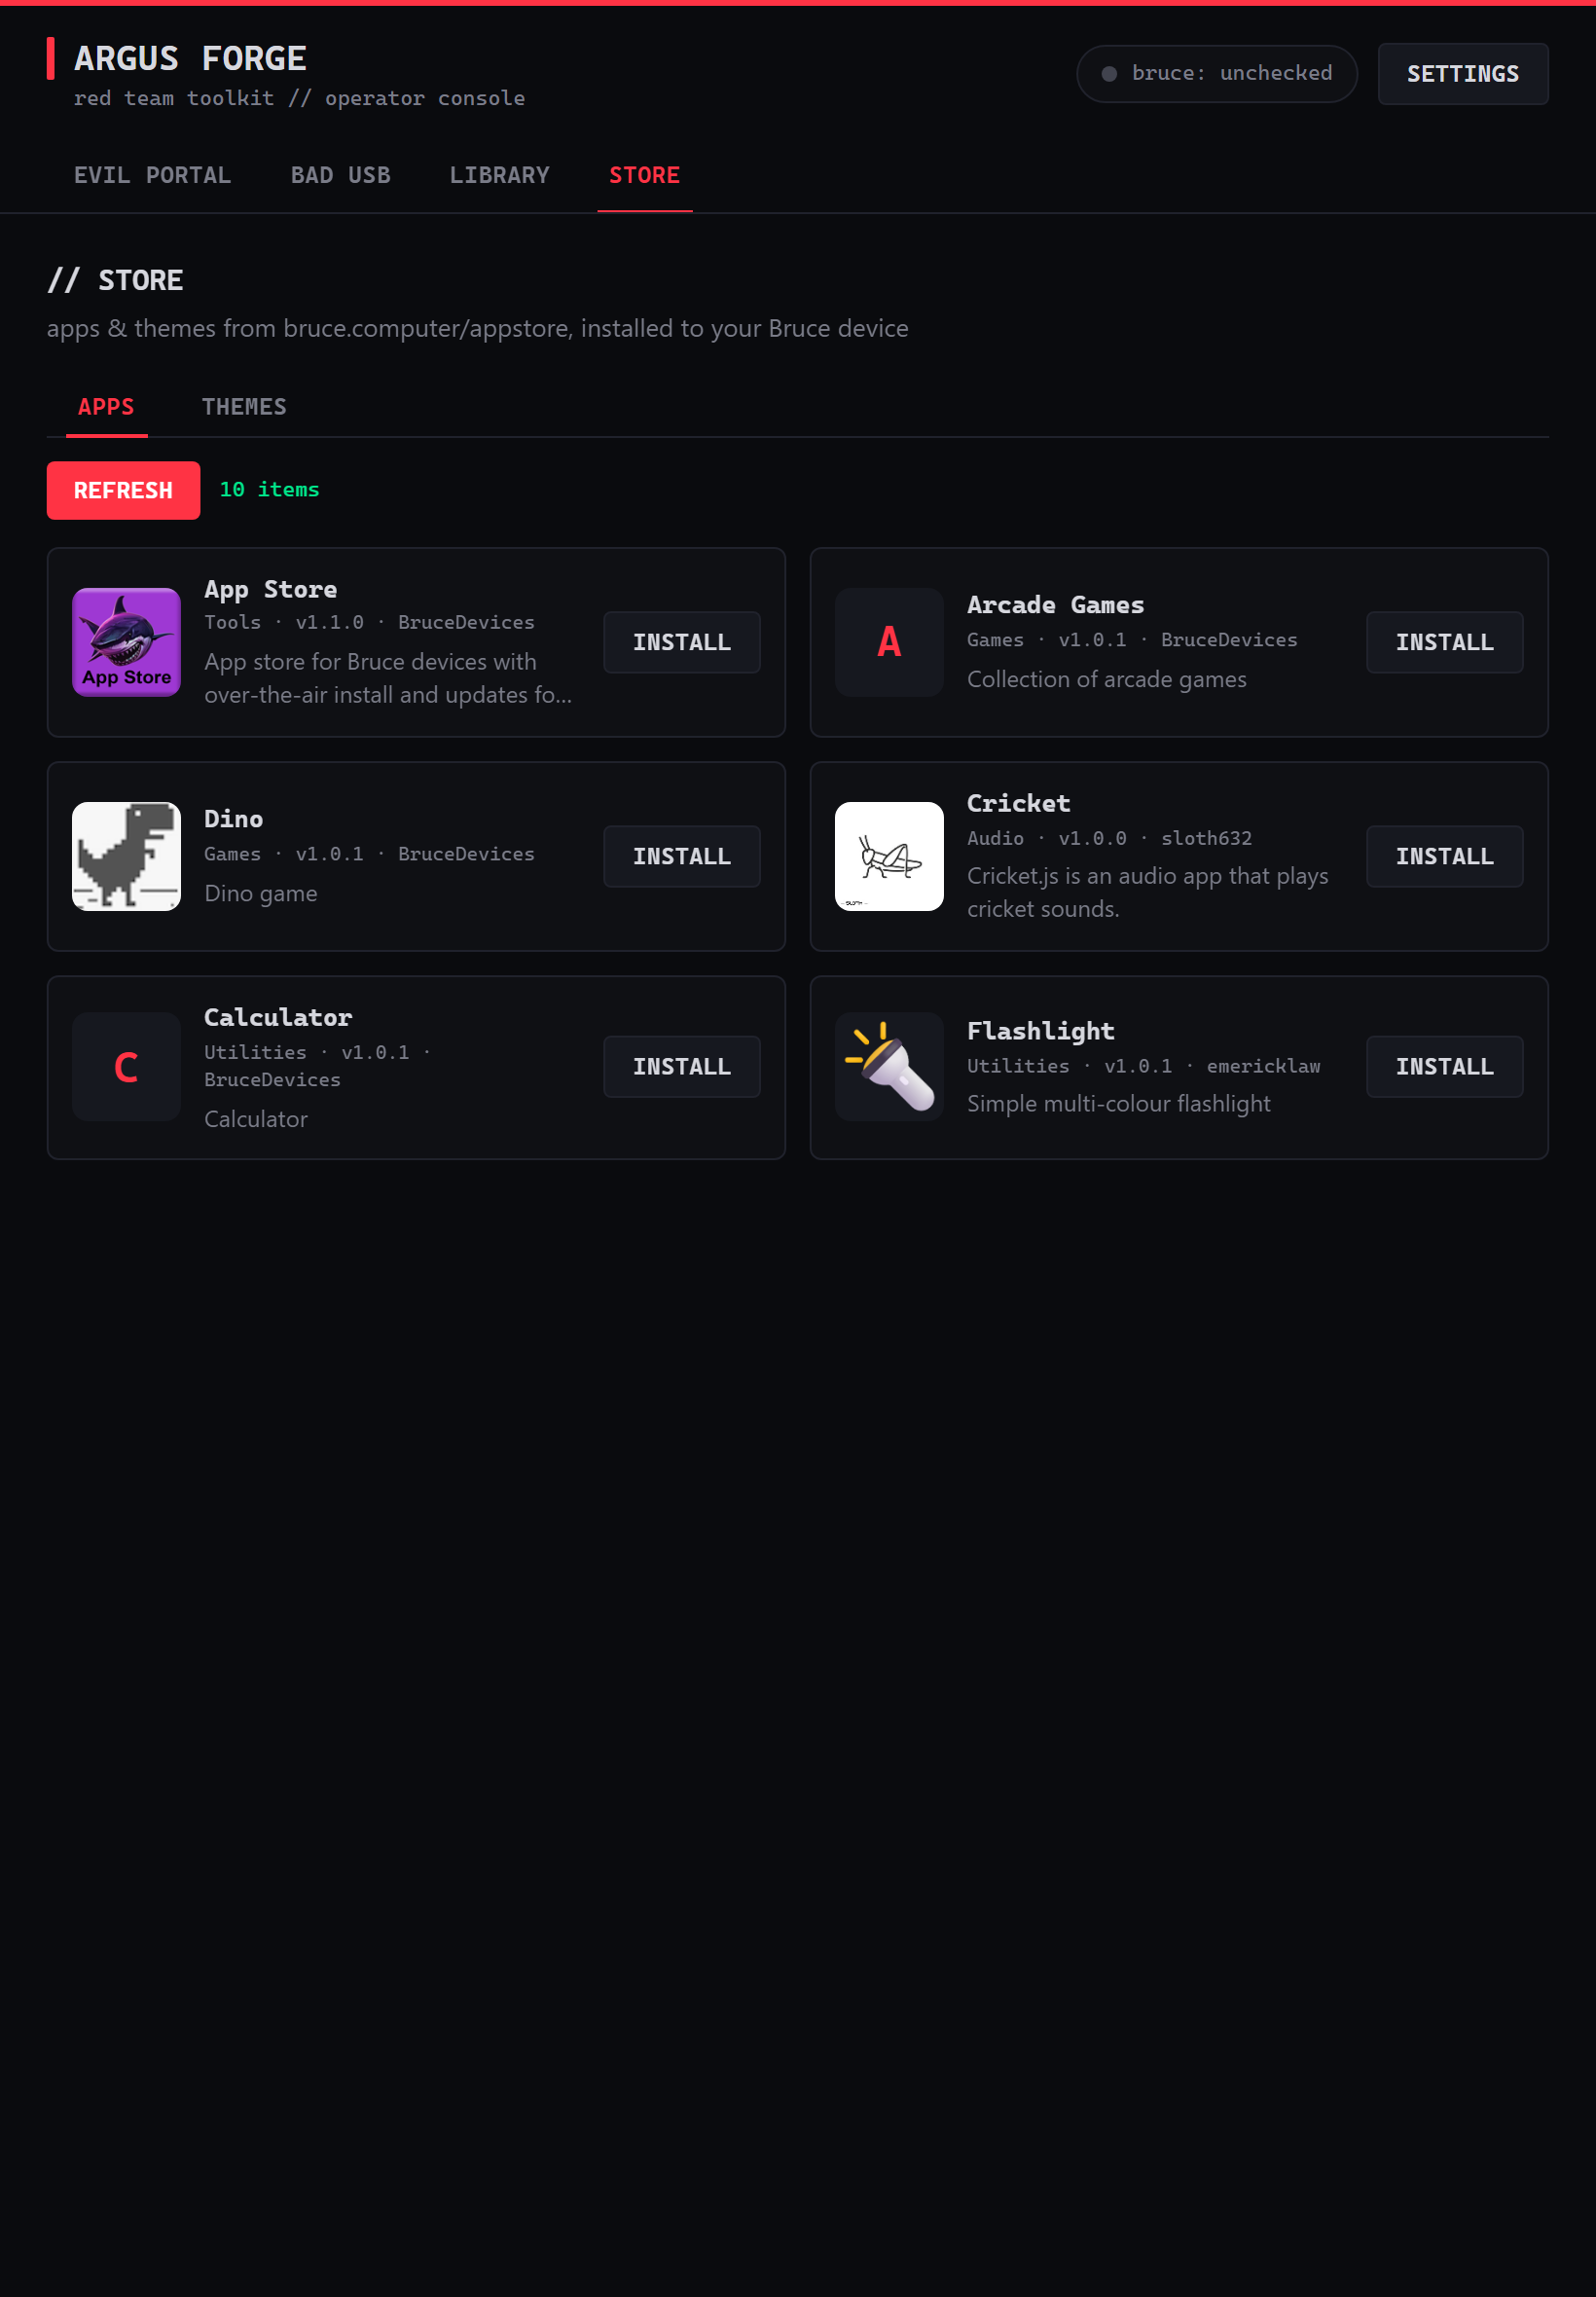 ARGUS FORGE
red team toolkit // operator console
bruce: unchecked
SETTINGS
EVIL PORTAL
BAD USB
LIBRARY
STORE
// STORE
apps & themes from bruce.computer/appstore, installed to your Bruce device
APPS
THEMES
REFRESH
10 items
App Store
App Store
Tools · v1.1.0 · BruceDevices
App store for Bruce devices with
over-the-air install and updates fo...
INSTALL
A
Arcade Games
Games · v1.0.1 · BruceDevices
Collection of arcade games
INSTALL
Dino
Games · v1.0.1 · BruceDevices
Dino game
INSTALL
Cricket
Audio · v1.0.0 · sloth632
Cricket.js is an audio app that plays
cricket sounds.
INSTALL
C
Calculator
Utilities · v1.0.1 ·
BruceDevices
Calculator
INSTALL
Flashlight
Utilities · v1.0.1 · emericklaw
Simple multi-colour flashlight
INSTALL